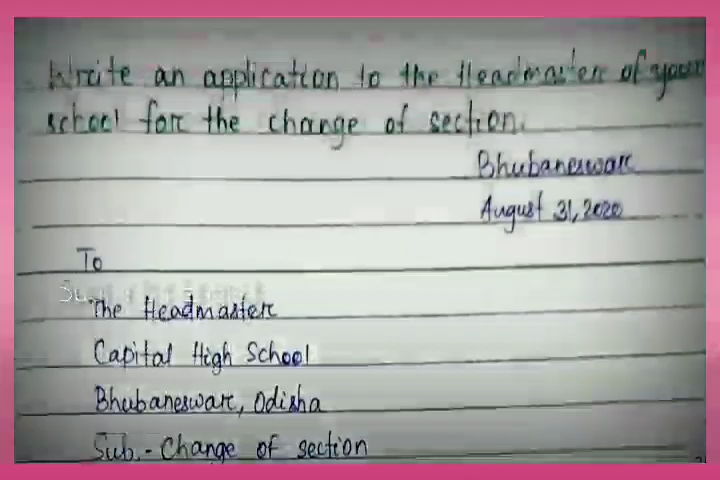 Write an application to the Headmaster of your
school for the change of section.
Bhubaneswar
August 31, 2020
To
The Headmaster
Capital High School
Bhubaneswar, Odisha
Sub.- Change of section